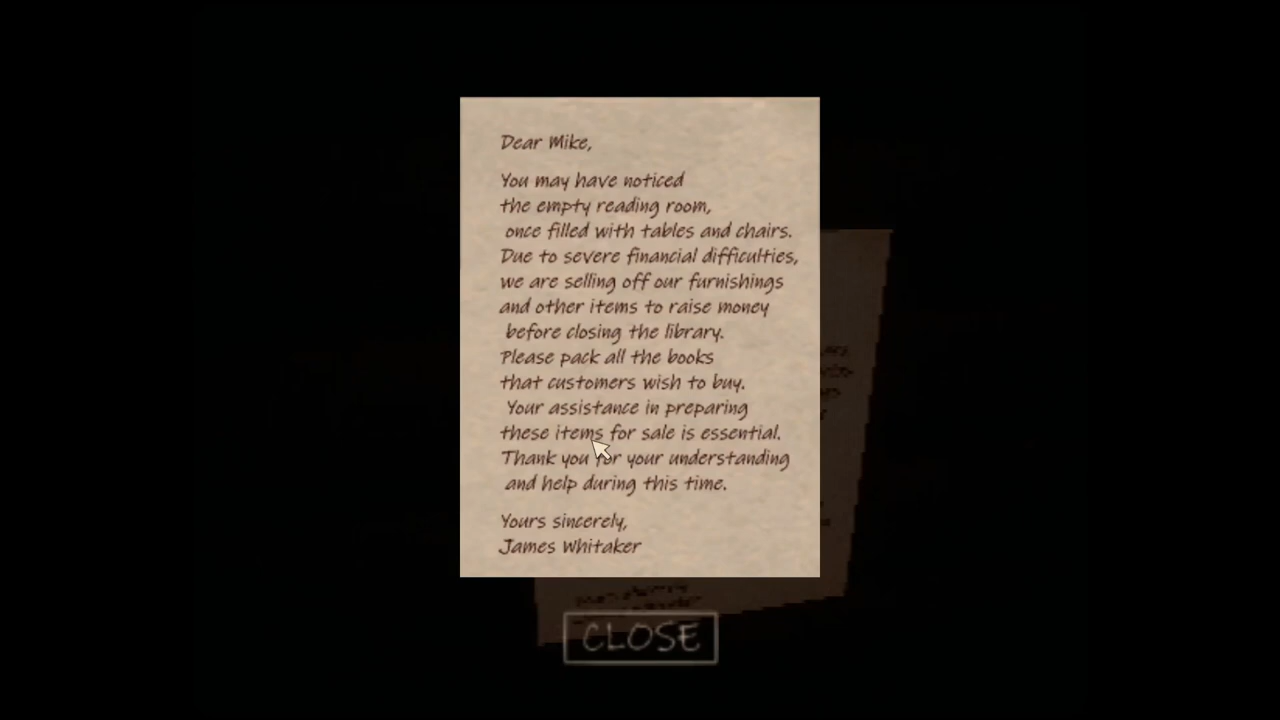 Dear Mike,
You may have noticed
the empty reading room,
once filled with tables and chairs.
Due to severe financial difficulties,
we are selling off our furnishings
and other items to raise money
before closing the library.
Please pack all the books
that customers wish to buy.
Your assistance in preparing
these items for sale is essential.
Thank you for your understanding
and help during this time.
Yours sincerely,
James Whitaker
CLOSE